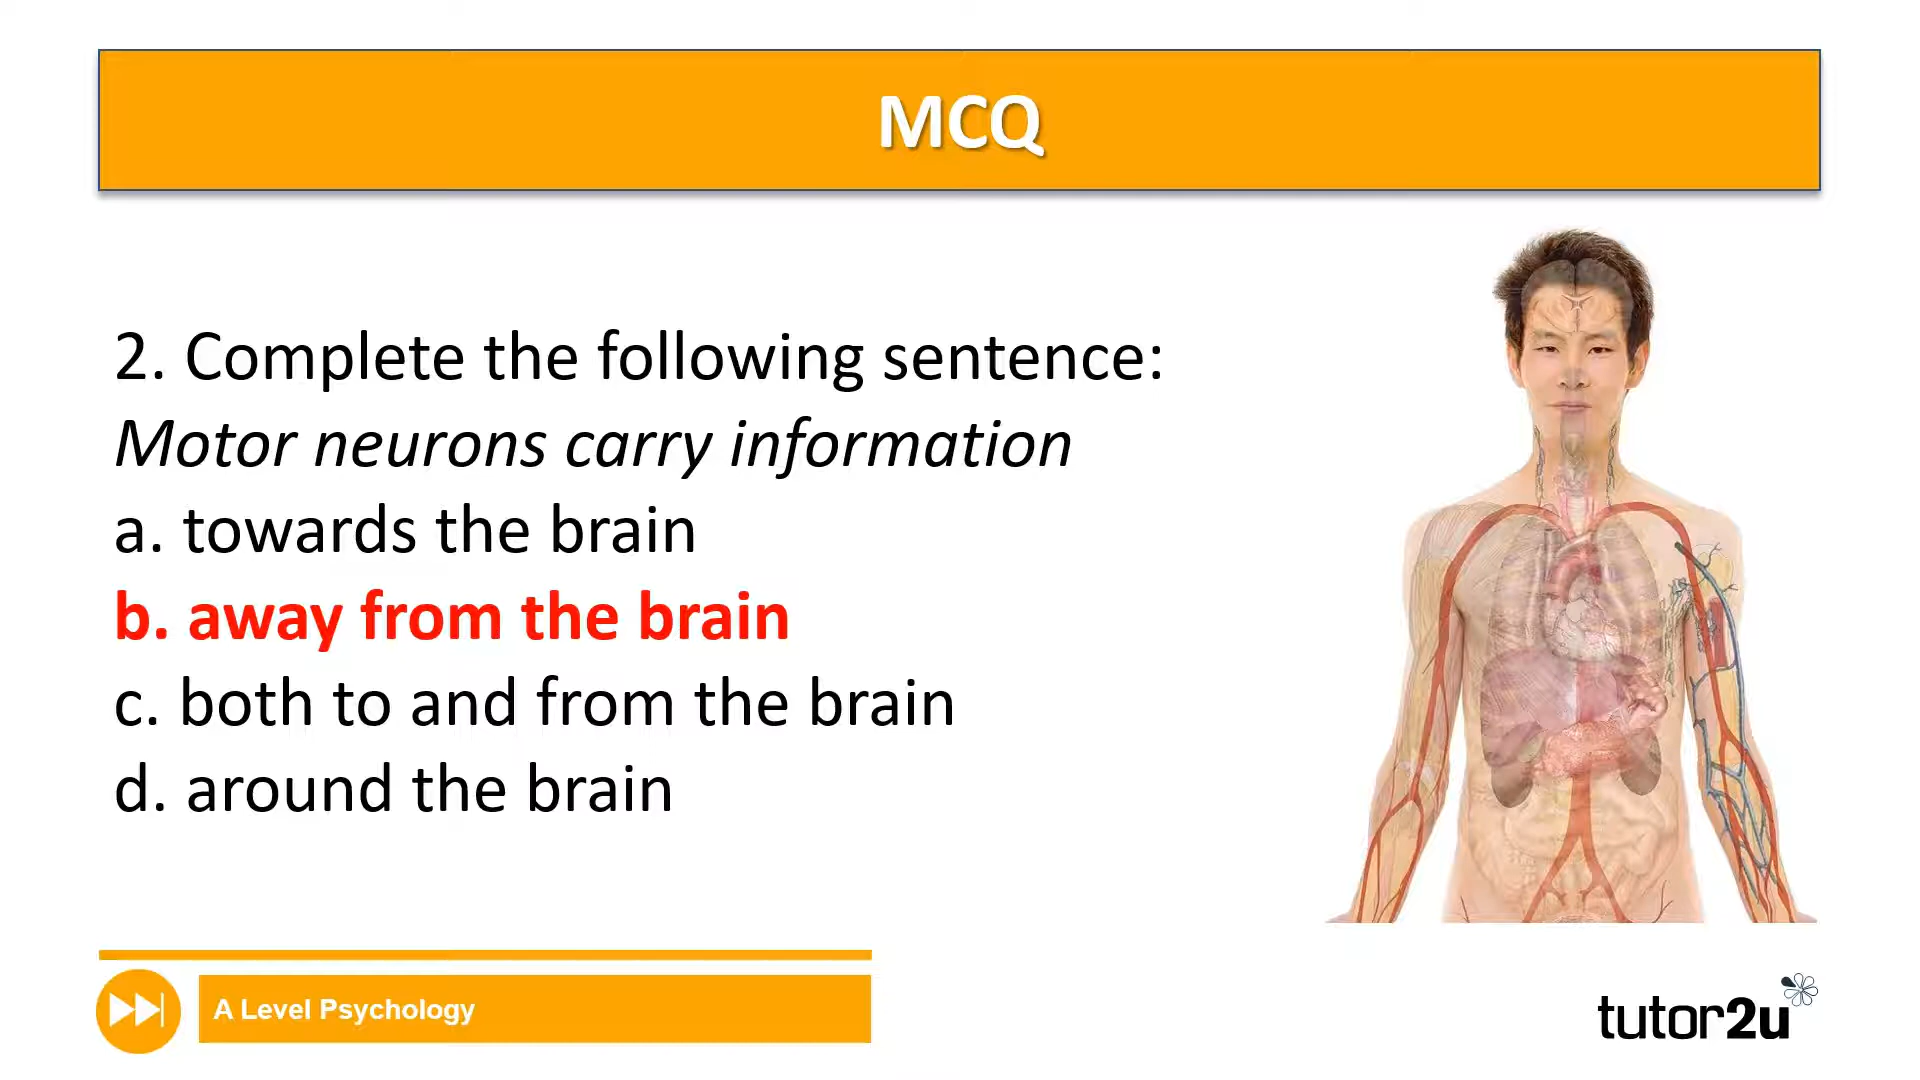 MCQ
2. Complete the following sentence:
Motor neurons carry information
a. towards the brain
b. away from the brain
c. both to and from the brain
d. around the brain
A Level Psychology
tutor2u